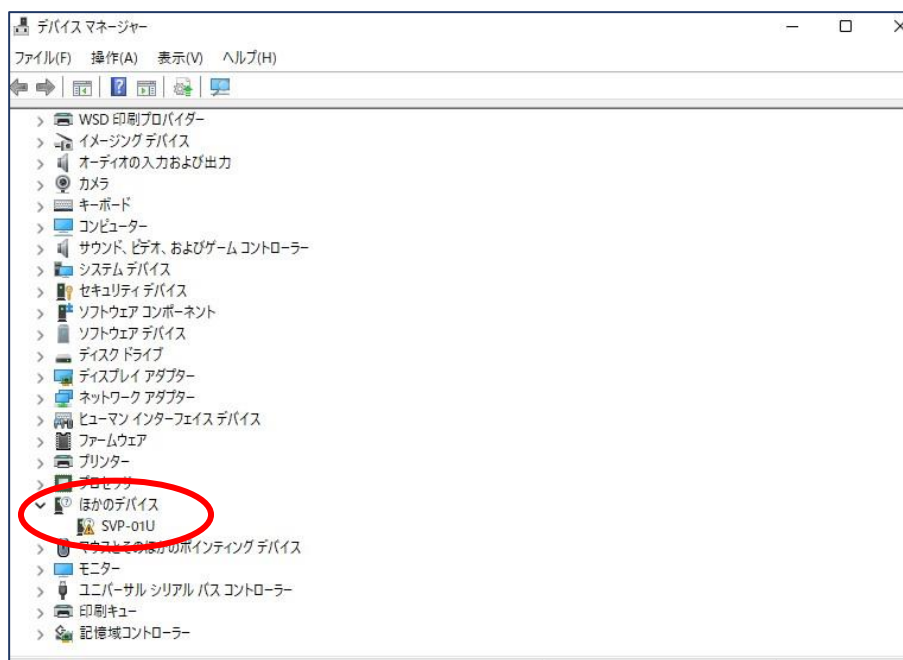 デバイス マネージャー
ファイル(F) 操作(A) 表示(V) ヘルプ(H)
WSD 印刷プロバイダー
イメージング デバイス
オーディオの入力および出力
カメラ
キーボード
コンピューター
サウンド、ビデオ、およびゲーム コントローラー
システム デバイス
セキュリティ デバイス
ソフトウェア コンポーネント
ソフトウェア デバイス
ディスク ドライブ
ディスプレイ アダプター
ネットワーク アダプター
ヒューマン インターフェイス デバイス
ファームウェア
プリンター
プロセッサ
ほかのデバイス
SVP-01U
マウスとそのほかのポインティング デバイス
モニター
ユニバーサル シリアル バス コントローラー
印刷キュー
記憶域コントローラー